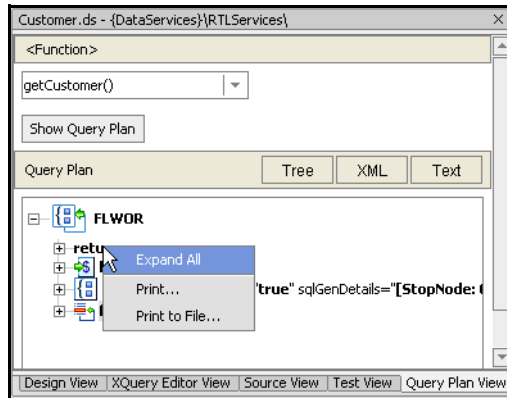 Customer.ds - {DataServices}\RTLServices\
<Function>
getCustomer()
Show Query Plan
Query Plan Tree XML Text
FLWOR
Expand All
"true" sqlGenDetails="[StopNode:
Print...
Print to File...
Design View XQuery Editor View Source View Test View Query Plan View